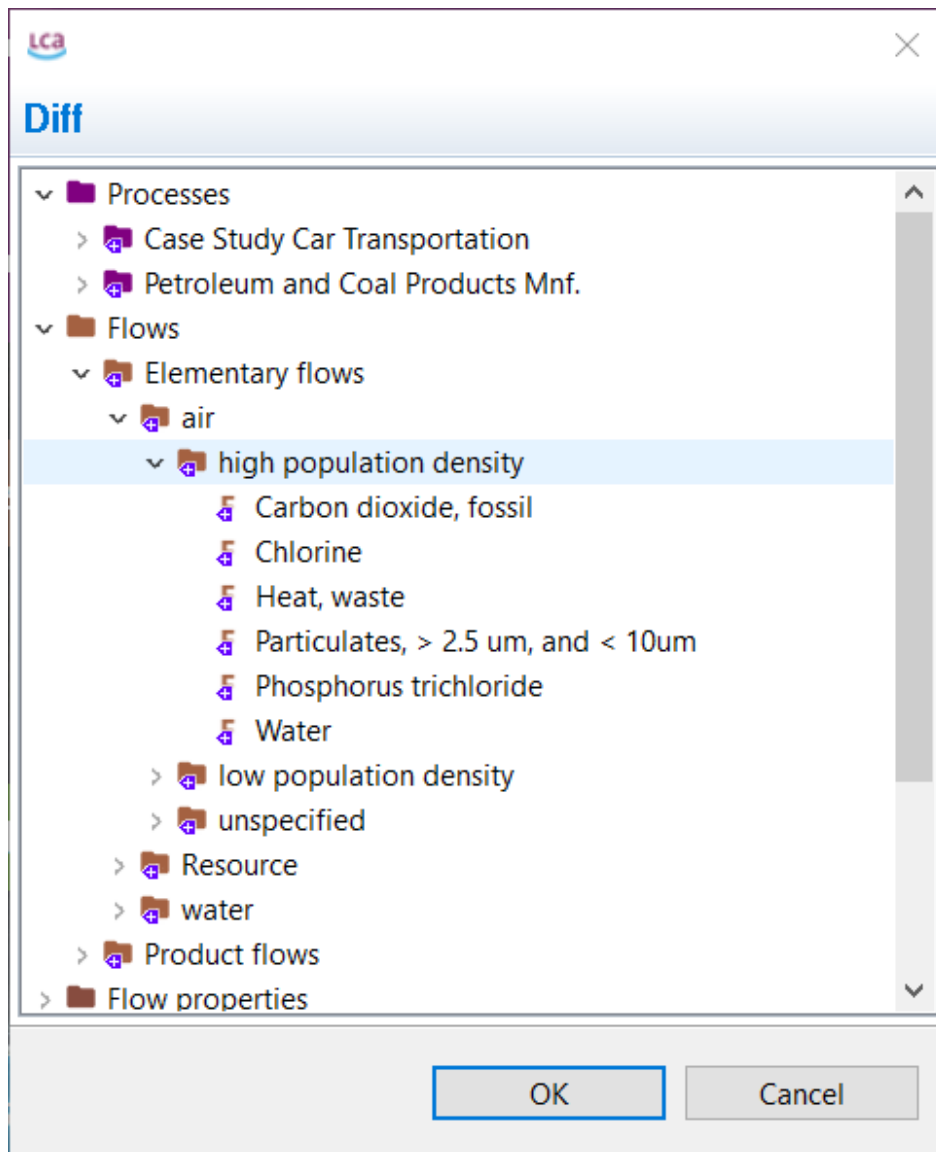 LCA
Diff
Processes
Case Study Car Transportation
Petroleum and Coal Products Mnf.
Flows
Elementary flows
air
high population density
Carbon dioxide, fossil
Chlorine
Heat, waste
Particulates, > 2.5 um, and < 10um
Phosphorus trichloride
Water
low population density
unspecified
Resource
water
Product flows
Flow properties
OK Cancel